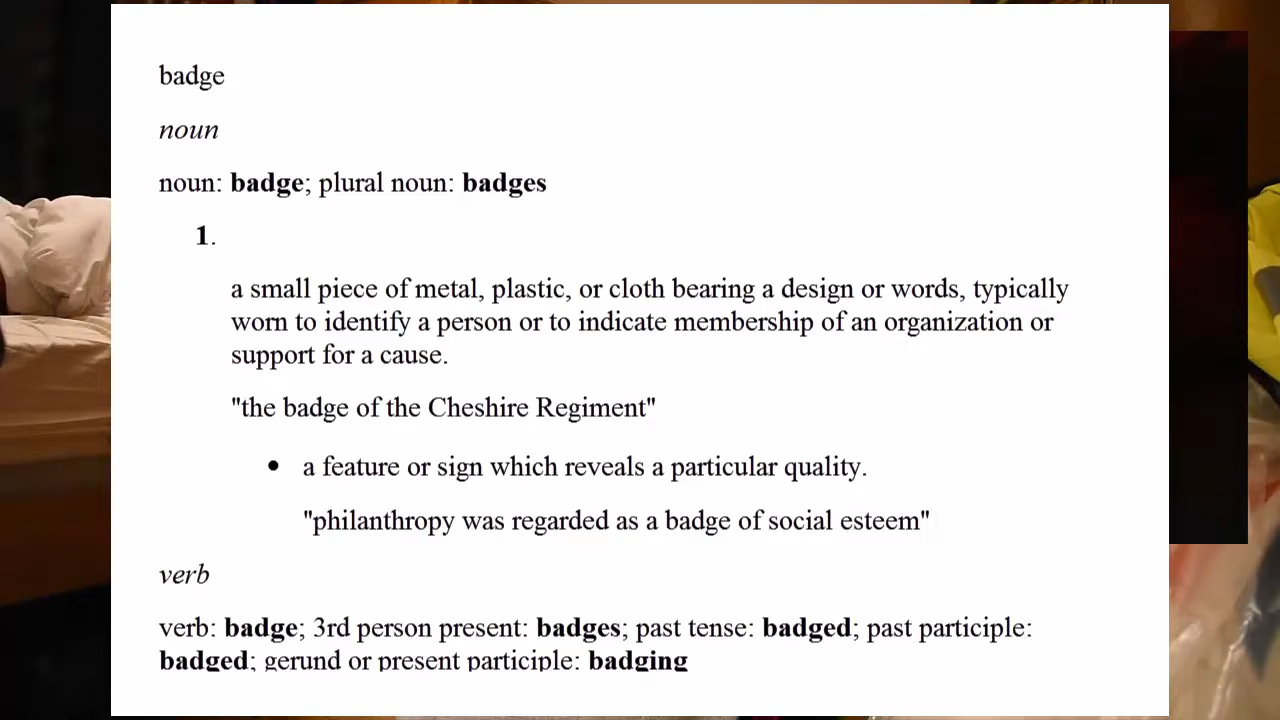 badge
noun
noun: badge; plural noun: badges
1.
a small piece of metal, plastic, or cloth bearing a design or words, typically
worn to identify a person or to indicate membership of an organization or
support for a cause.
"the badge of the Cheshire Regiment"
• a feature or sign which reveals a particular quality.
"philanthropy was regarded as a badge of social esteem"
verb
verb: badge; 3rd person present: badges; past tense: badged; past participle:
badged; gerund or present participle: badging